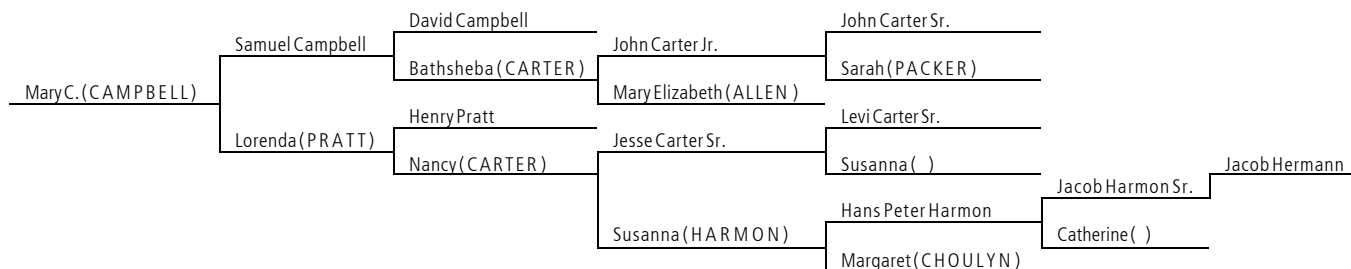 David Campbell
John Carter Sr.
Samuel Campbell
John Carter Jr.
Bathsheba (CARTER)
Sarah (PACKER)
Mary C. (CAMPBELL)
Mary Elizabeth (ALLEN)
Henry Pratt
Levi Carter Sr.
Lorenda (PRATT)
Jesse Carter Sr.
Nancy (CARTER)
Susanna ( )
Jacob Hermann
Jacob Harmon Sr.
Hans Peter Harmon
Susanna (HARMON)
Catherine ( )
Margaret (CHOULYN)